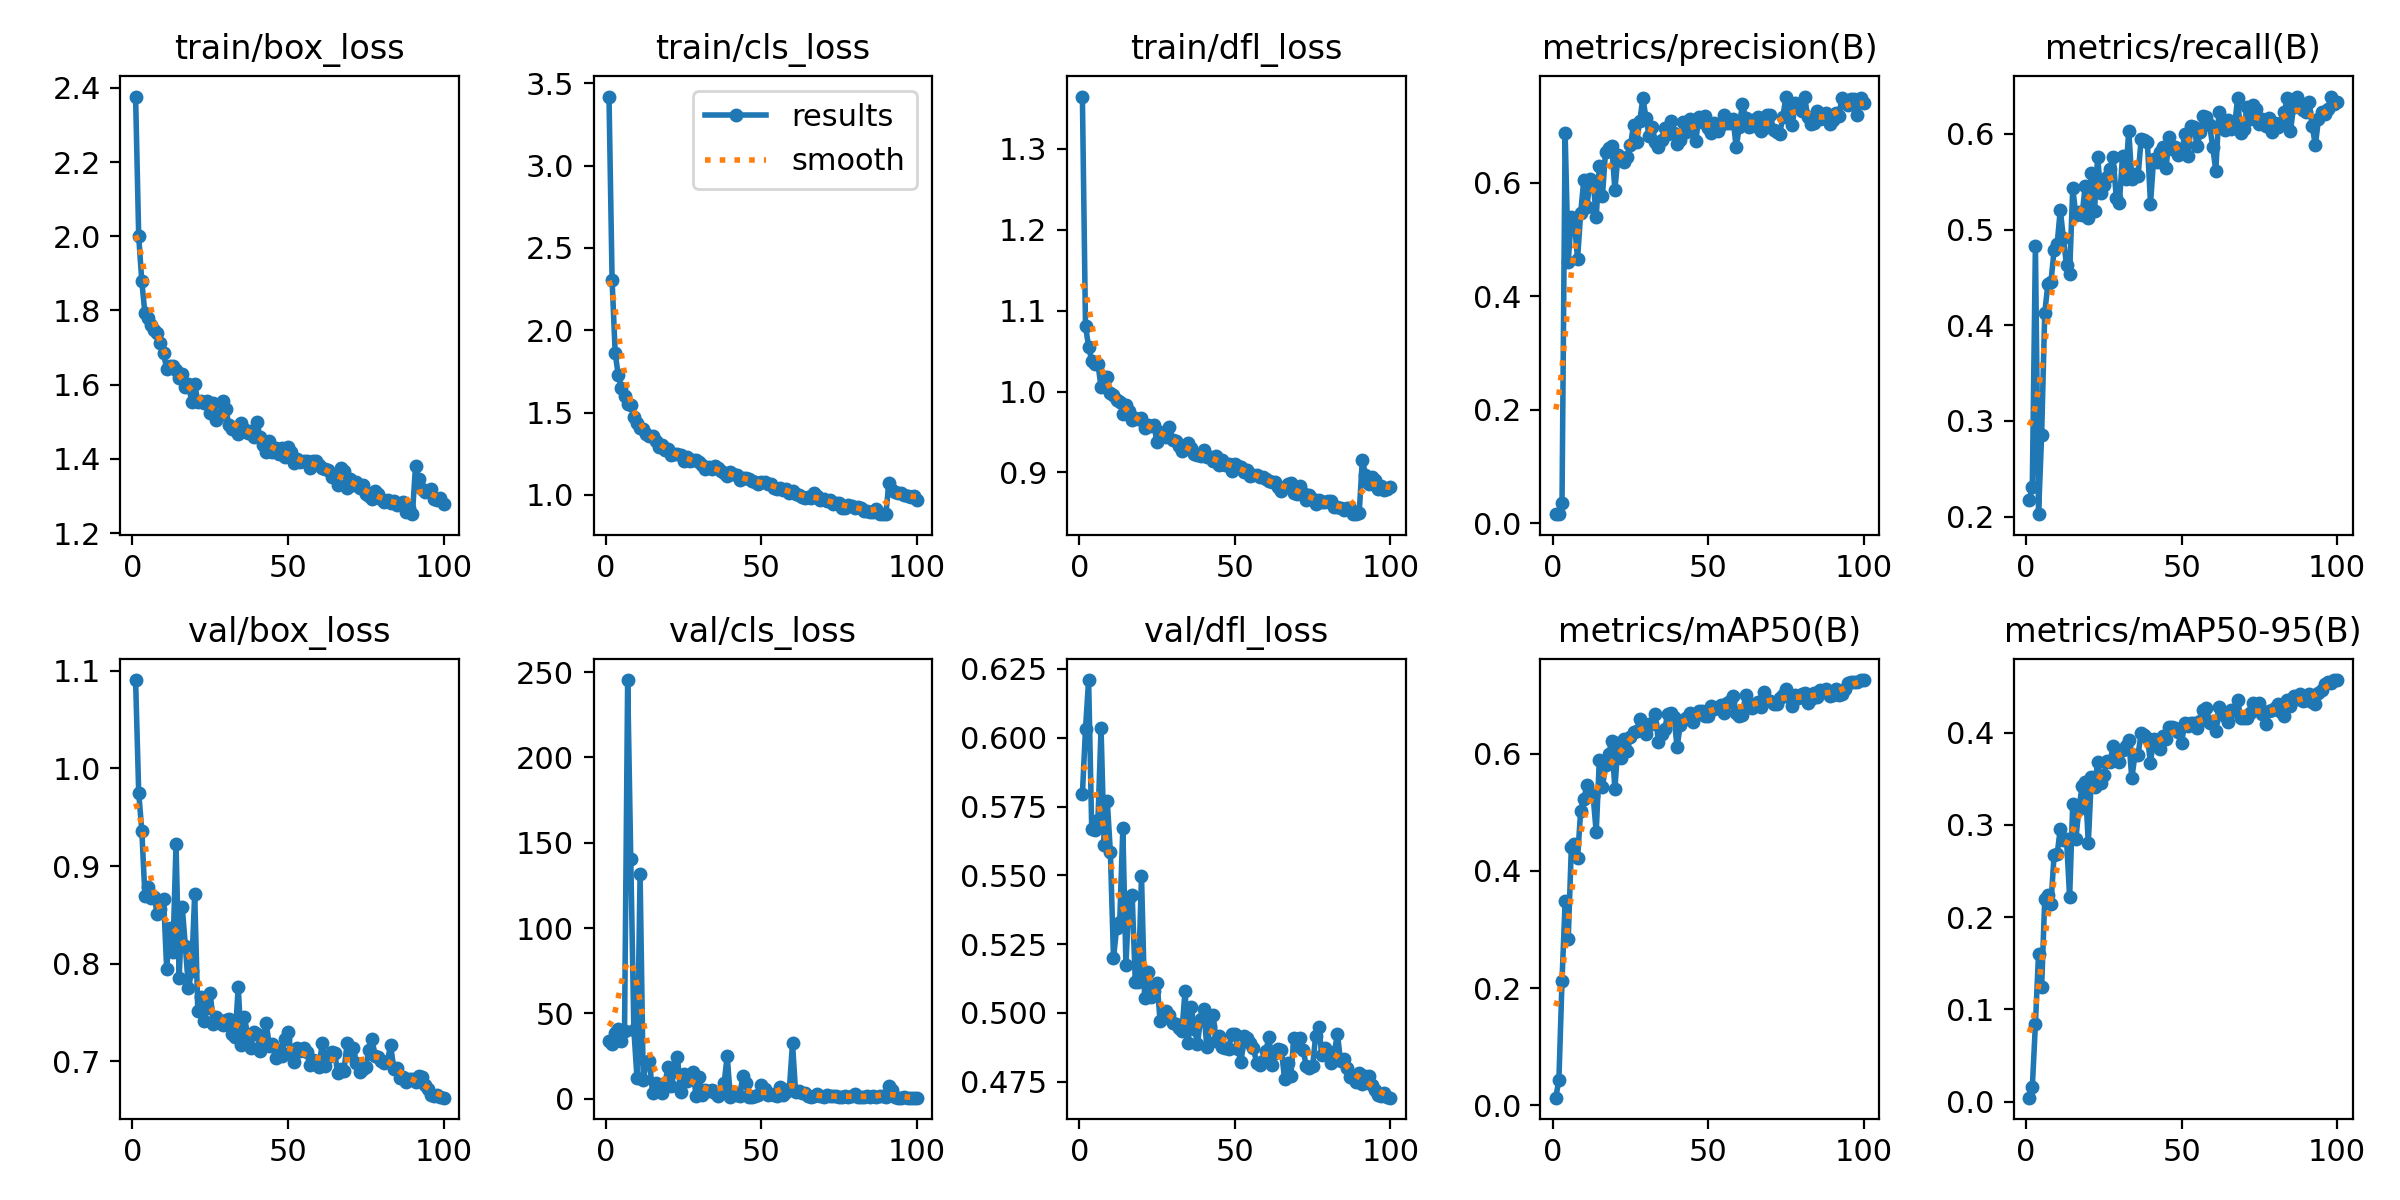 train/box_loss
2.4
2.2
2.0
1.8
1.6
1.4
1.2
0 50 100
train/cls_loss
3.5
3.0
2.5
2.0
1.5
1.0
0 50 100
results
smooth
train/dfl_loss
1.3
1.2
1.1
1.0
0.9
0 50 100
metrics/precision(B)
0.6
0.4
0.2
0.0
0 50 100
metrics/recall(B)
0.6
0.5
0.4
0.3
0.2
0 50 100
val/box_loss
1.1
1.0
0.9
0.8
0.7
0 50 100
val/cls_loss
250
200
150
100
50
0
0 50 100
val/dfl_loss
0.625
0.600
0.575
0.550
0.525
0.500
0.475
0 50 100
metrics/mAP50(B)
0.6
0.4
0.2
0.0
0 50 100
metrics/mAP50-95(B)
0.4
0.3
0.2
0.1
0.0
0 50 100